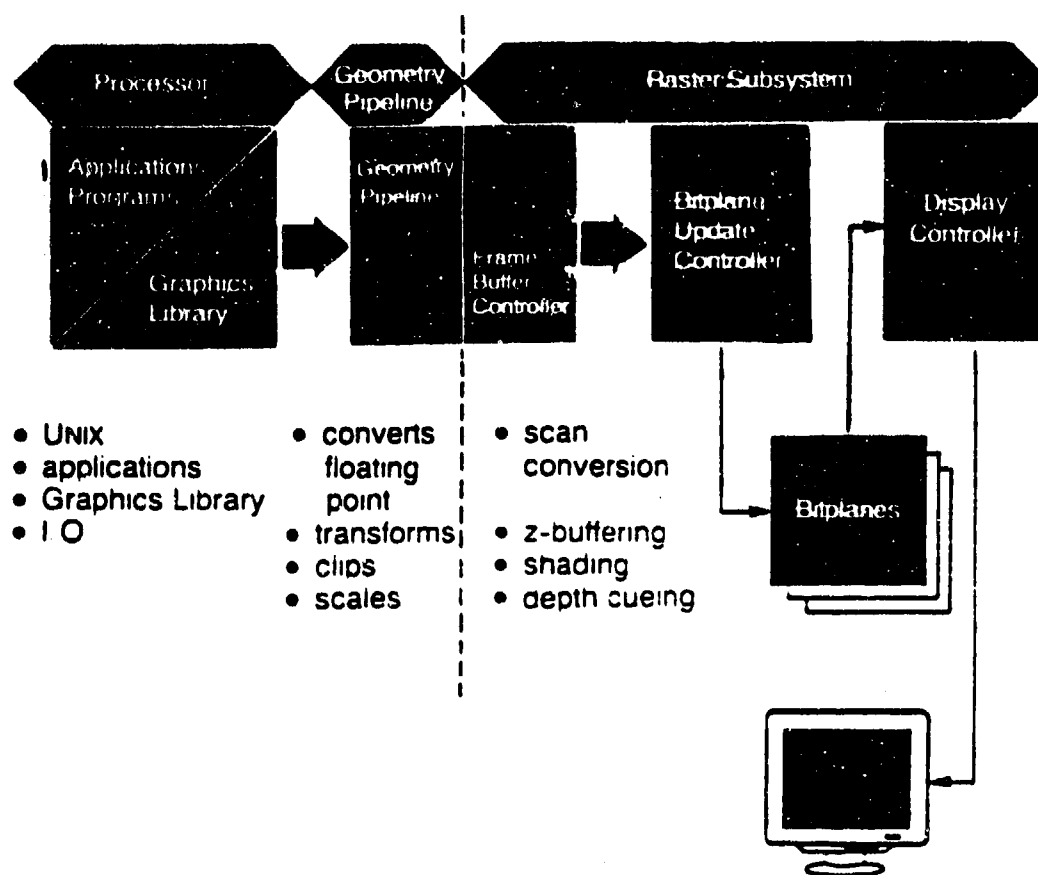 Processor
Geometry
Pipeline
Raster Subsystem
Applications
Programs
Graphics
Library
Geometry
Pipeline
Frame
Buffer
Controller
Bitplane
Update
Controller
Display
Controller
• UNIX
• applications
• Graphics Library
• I O
• converts
floating
point
• transforms
• clips
• scales
• scan
conversion
• z-buffering
• shading
• depth cueing
Bitplanes